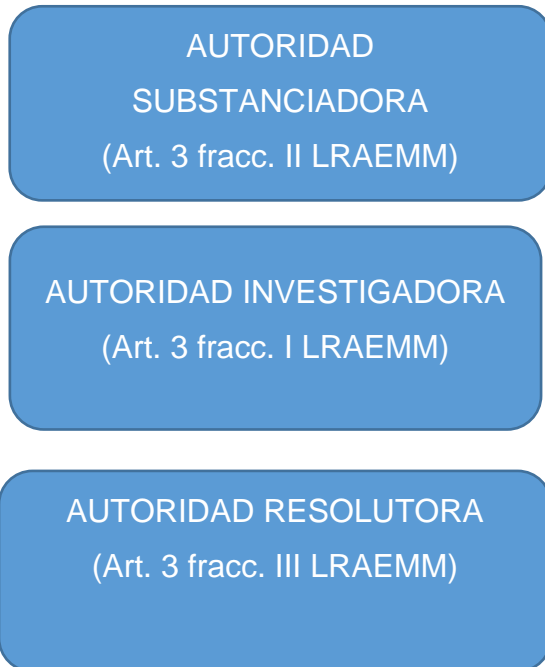 AUTORIDAD
SUBSTANCIADORA
(Art. 3 fracc. II LRAEMM)
AUTORIDAD INVESTIGADORA
(Art. 3 fracc. I LRAEMM)
AUTORIDAD RESOLUTORA
(Art. 3 fracc. III LRAEMM)